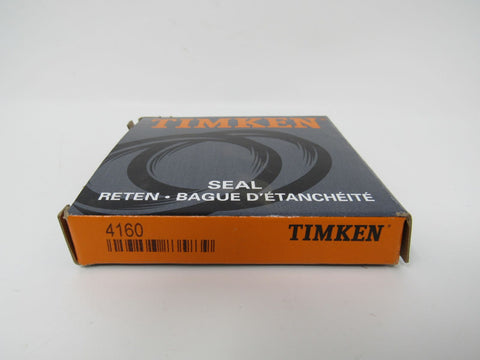 TIMKEN
SEAL
RETEN • BAGUE D'ÉTANCHÉITÉ
4160
TIMKEN